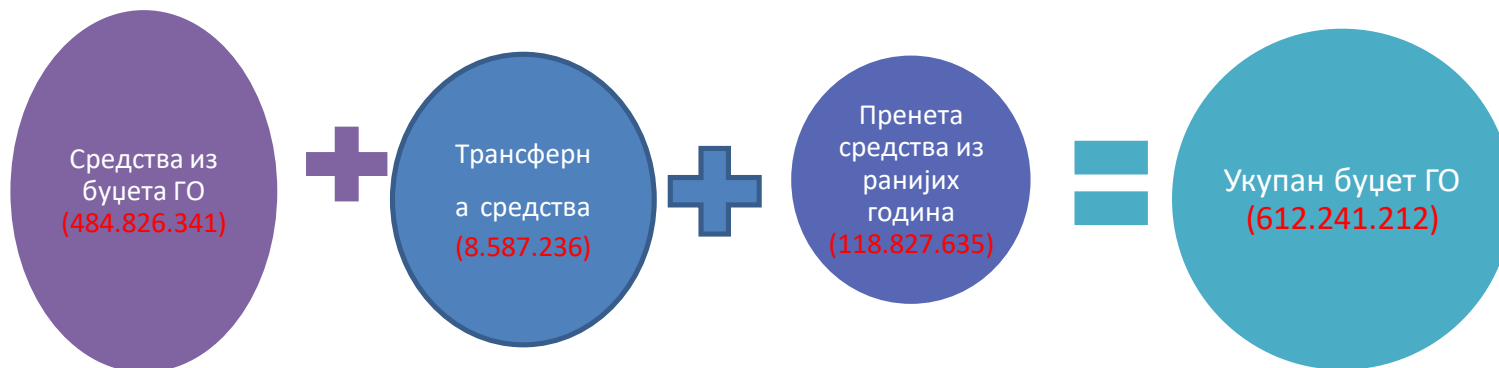 Средства из
буџета ГО
(484.826.341)
Трансферн
а средства
(8.587.236)
Пренета
средства из
ранијих
година
(118.827.635)
Укупан буџет ГО
(612.241.212)